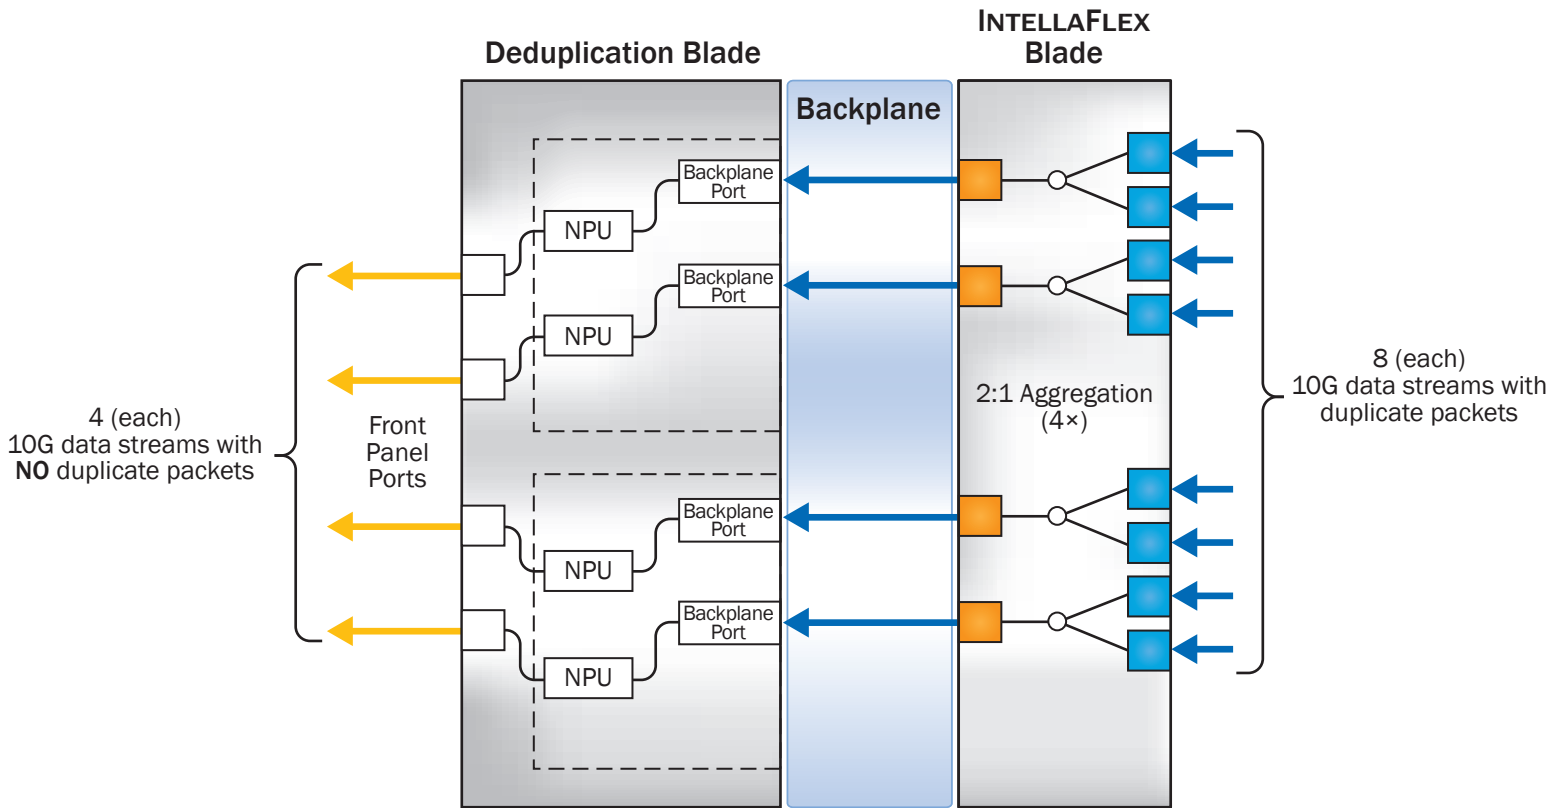 INTELLAFLEX
Blade
Deduplication Blade
Backplane
Backplane
Port
NPU
Backplane
Port
NPU
2:1 Aggregation
(4×)
8 (each)
10G data streams with
duplicate packets
4 (each)
10G data streams with
NO duplicate packets
Front
Panel
Ports
Backplane
Port
NPU
Backplane
Port
NPU